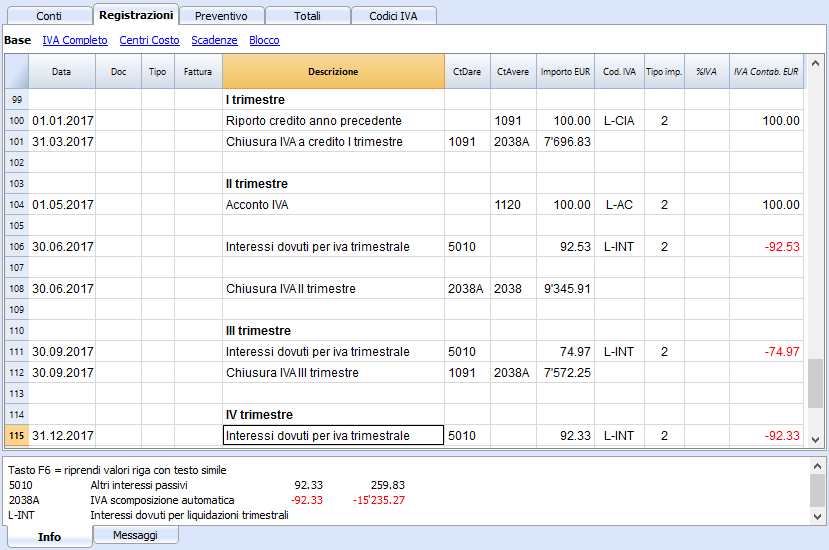 Conti Registrazioni Preventivo Totali Codici IVA
Base IVA Completo Centri Costo Scadenze Blocco
Data Doc Tipo Fattura Descrizione CtDare CtAvere Importo EUR Cod. IVA Tipo imp. %IVA IVA Contab. EUR
99 I trimestre
100 01.01.2017 Riporto credito anno precedente 1091 100.00 L-CIA 2 100.00
101 31.03.2017 Chiusura IVA a credito I trimestre 1091 2038A 7'696.83
102
103 II trimestre
104 01.05.2017 Acconto IVA 1120 100.00 L-AC 2 100.00
105
106 30.06.2017 Interessi dovuti per iva trimestrale 5010 92.53 L-INT 2 -92.53
107
108 30.06.2017 Chiusura IVA II trimestre 2038A 2038 9'345.91
109
110 III trimestre
111 30.09.2017 Interessi dovuti per iva trimestrale 5010 74.97 L-INT 2 -74.97
112 30.09.2017 Chiusura IVA III trimestre 1091 2038A 7'572.25
113
114 IV trimestre
115 31.12.2017 Interessi dovuti per iva trimestrale 5010 92.33 L-INT 2 -92.33
Tasto F6 = riprendi valori riga con testo simile
5010 Altri interessi passivi 92.33 259.83
2038A IVA scomposizione automatica -92.33 -15'235.27
L-INT Interessi dovuti per liquidazioni trimestrali
Info Messaggi